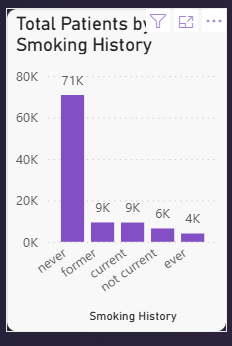 Total Patients by
Smoking History
80K
60K
40K
20K
0K
71K
9K
9K
6K
4K
never
former
current
not current
ever
Smoking History